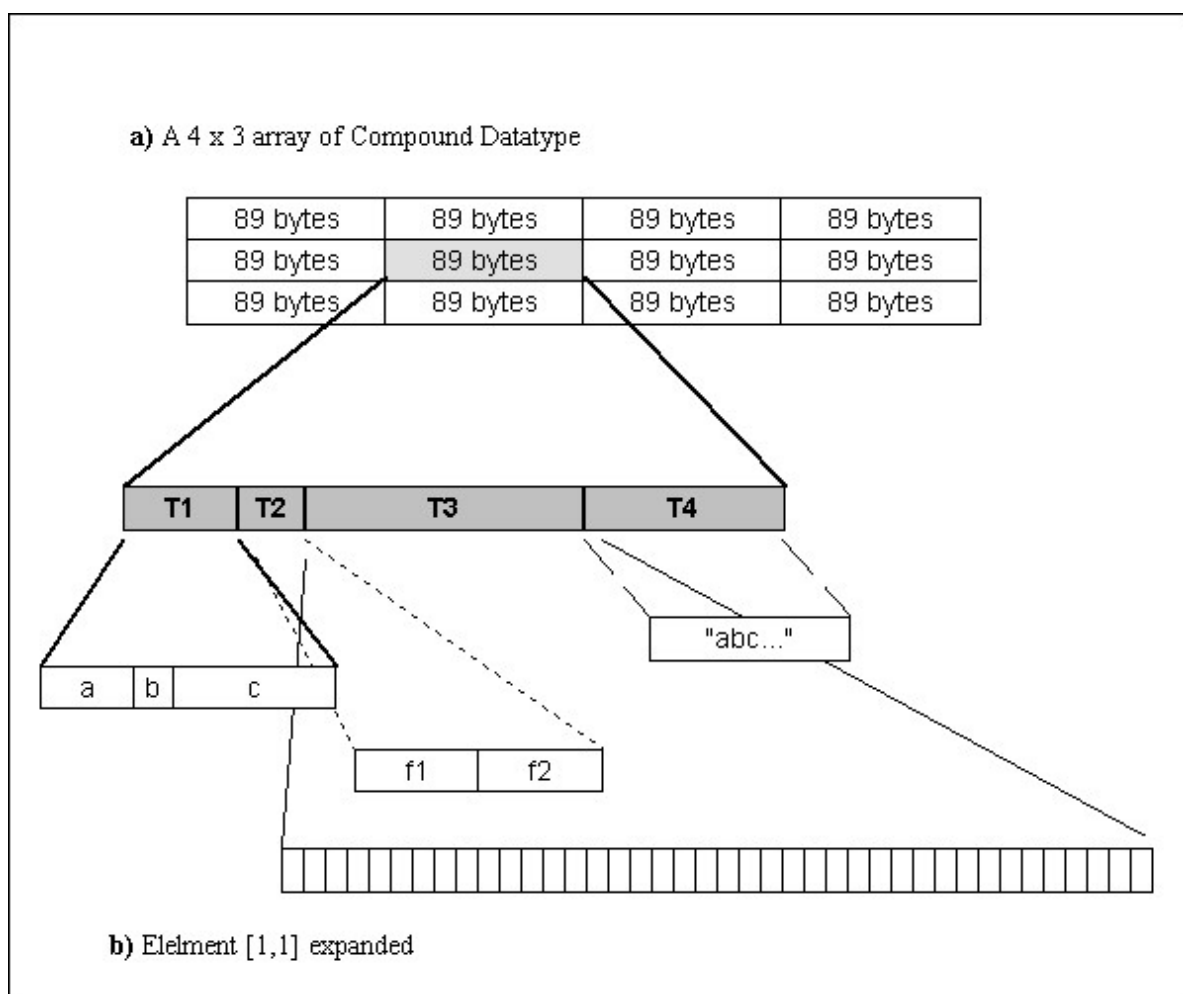 a) A 4 x 3 array of Compound Datatype
89 bytes 89 bytes 89 bytes 89 bytes
89 bytes 89 bytes 89 bytes 89 bytes
89 bytes 89 bytes 89 bytes 89 bytes
T1 T2 T3 T4
"abc..."
a b c
f1 f2
b) Elelment [1,1] expanded